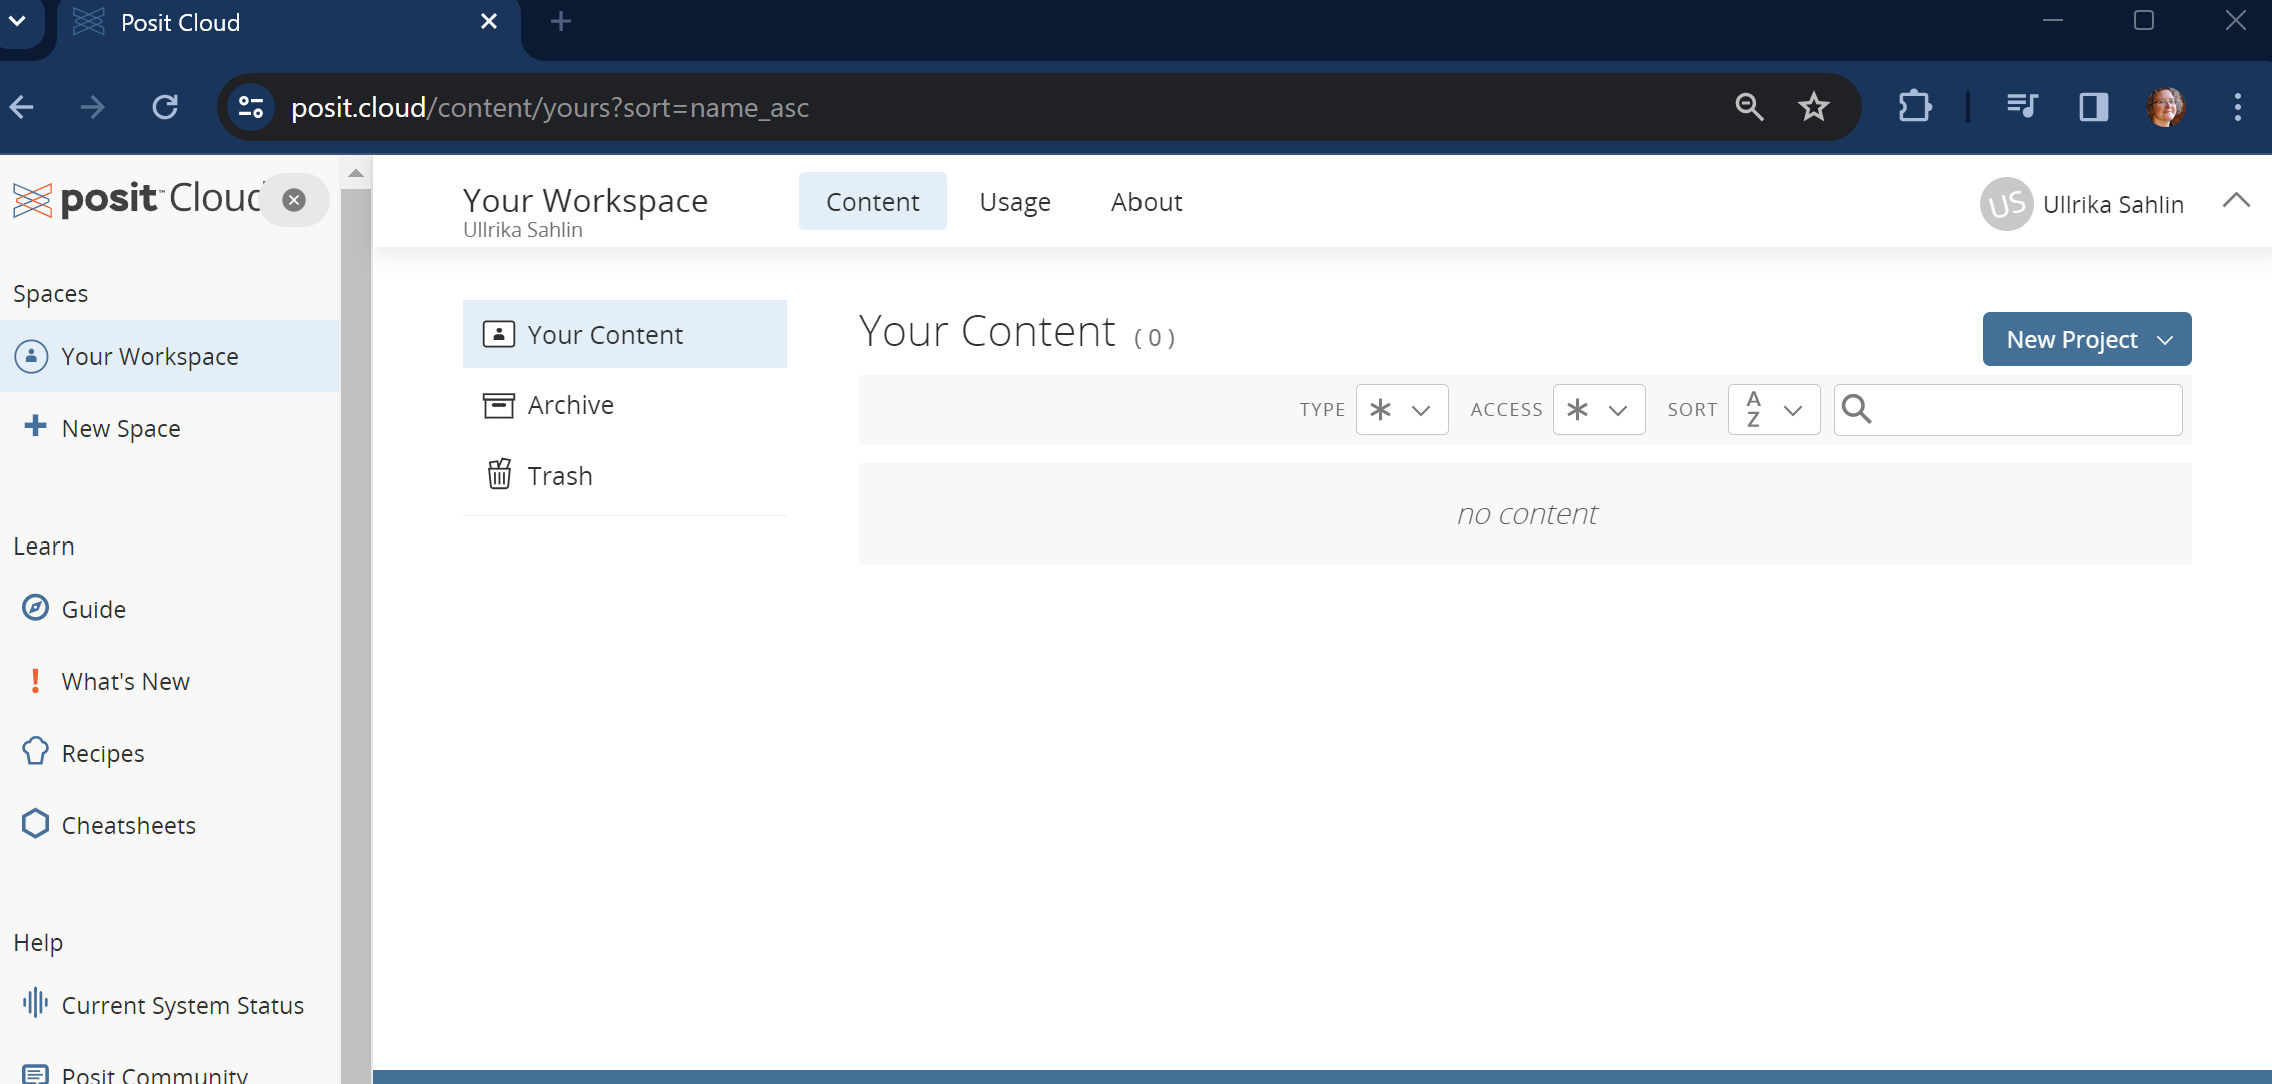 Posit Cloud
posit.cloud/content/yours?sort=name_asc
posit™ Cloud
Your Workspace
Ullrika Sahlin
Content
Usage
About
US
Ullrika Sahlin
Spaces
Your Workspace
New Space
Learn
Guide
What's New
Recipes
Cheatsheets
Help
Current System Status
Posit Community
Your Content
Archive
Trash
Your Content (0)
New Project
TYPE * ACCESS * SORT A Z
no content